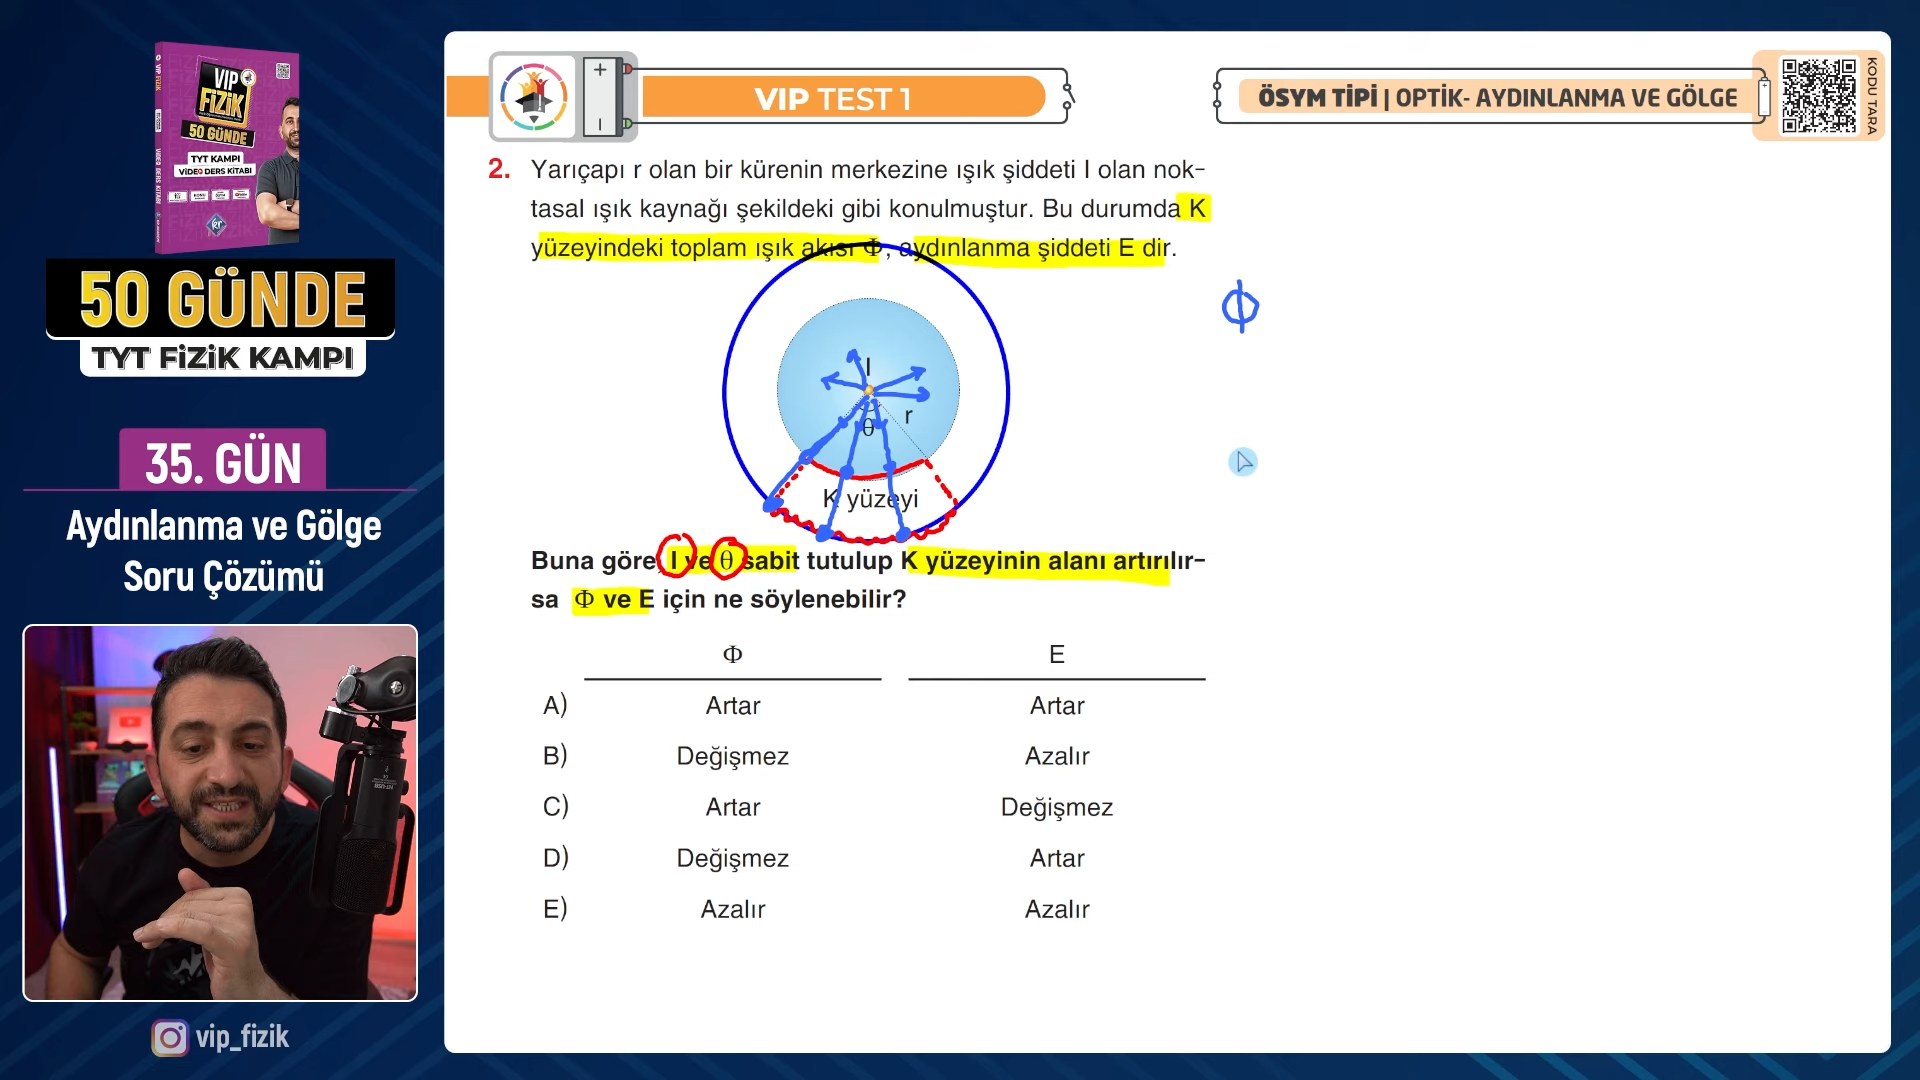 VIP
FİZİK
50 GÜNDE
TYT KAMPI
VİDEO DERS KİTABI
50 GÜNDE
TYT FİZİK KAMPI
35. GÜN
Aydınlanma ve Gölge
Soru Çözümü
vip_fizik
VIP TEST 1
ÖSYM TİPİ | OPTİK- AYDINLANMA VE GÖLGE
KODU TARA
2. Yarıçapı r olan bir kürenin merkezine ışık şiddeti I olan nok-
tasal ışık kaynağı şekildeki gibi konulmuştur. Bu durumda K
yüzeyindeki toplam ışık akısı Φ, aydınlanma şiddeti E dir.
Φ
I
r
θ
K yüzeyi
Buna göre, I ve θ sabit tutulup K yüzeyinin alanı artırılır-
sa Φ ve E için ne söylenebilir?
Φ E
A) Artar Artar
B) Değişmez Azalır
C) Artar Değişmez
D) Değişmez Artar
E) Azalır Azalır